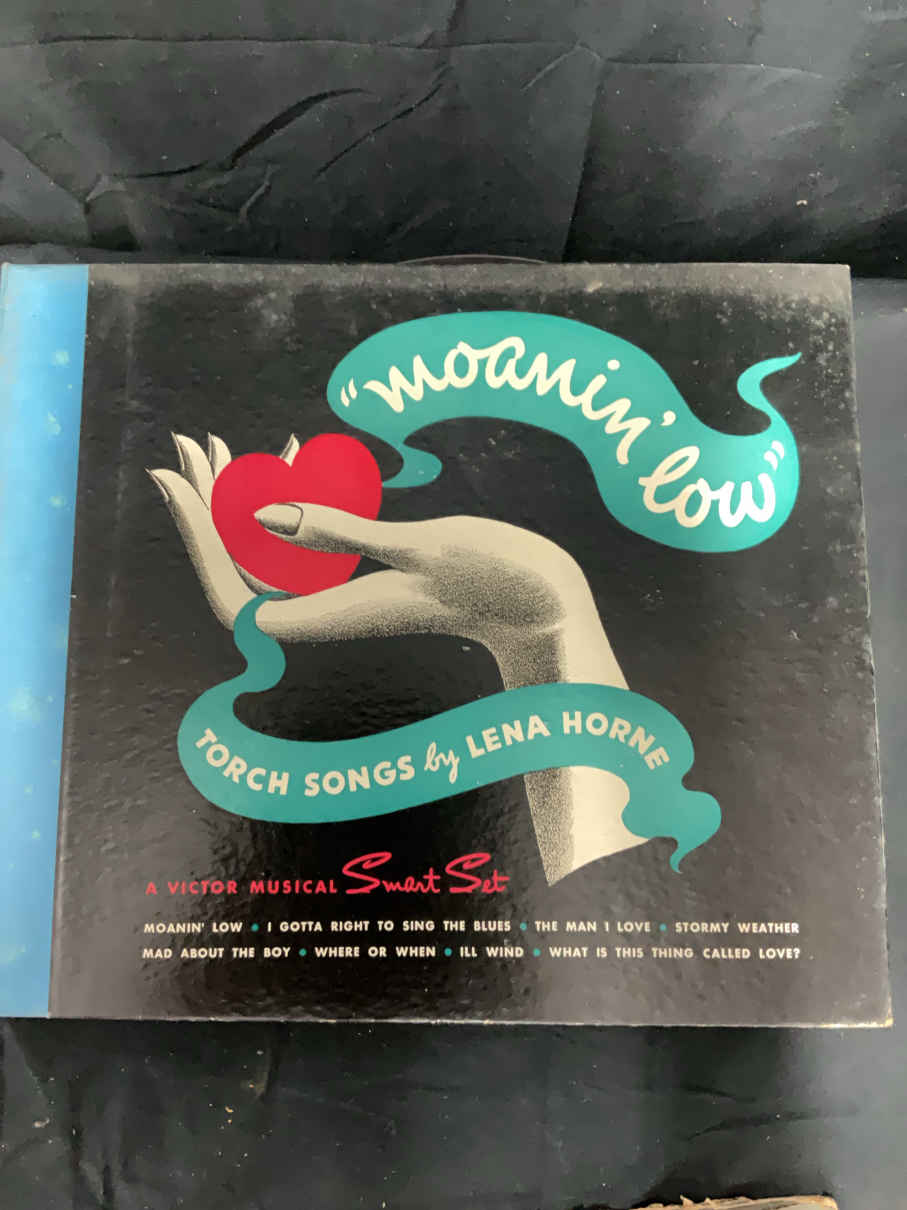 "moanin' low"
TORCH SONGS by LENA HORNE
A VICTOR MUSICAL Smart Set
MOANIN' LOW • I GOTTA RIGHT TO SING THE BLUES • THE MAN I LOVE • STORMY WEATHER
MAD ABOUT THE BOY • WHERE OR WHEN • ILL WIND • WHAT IS THIS THING CALLED LOVE?